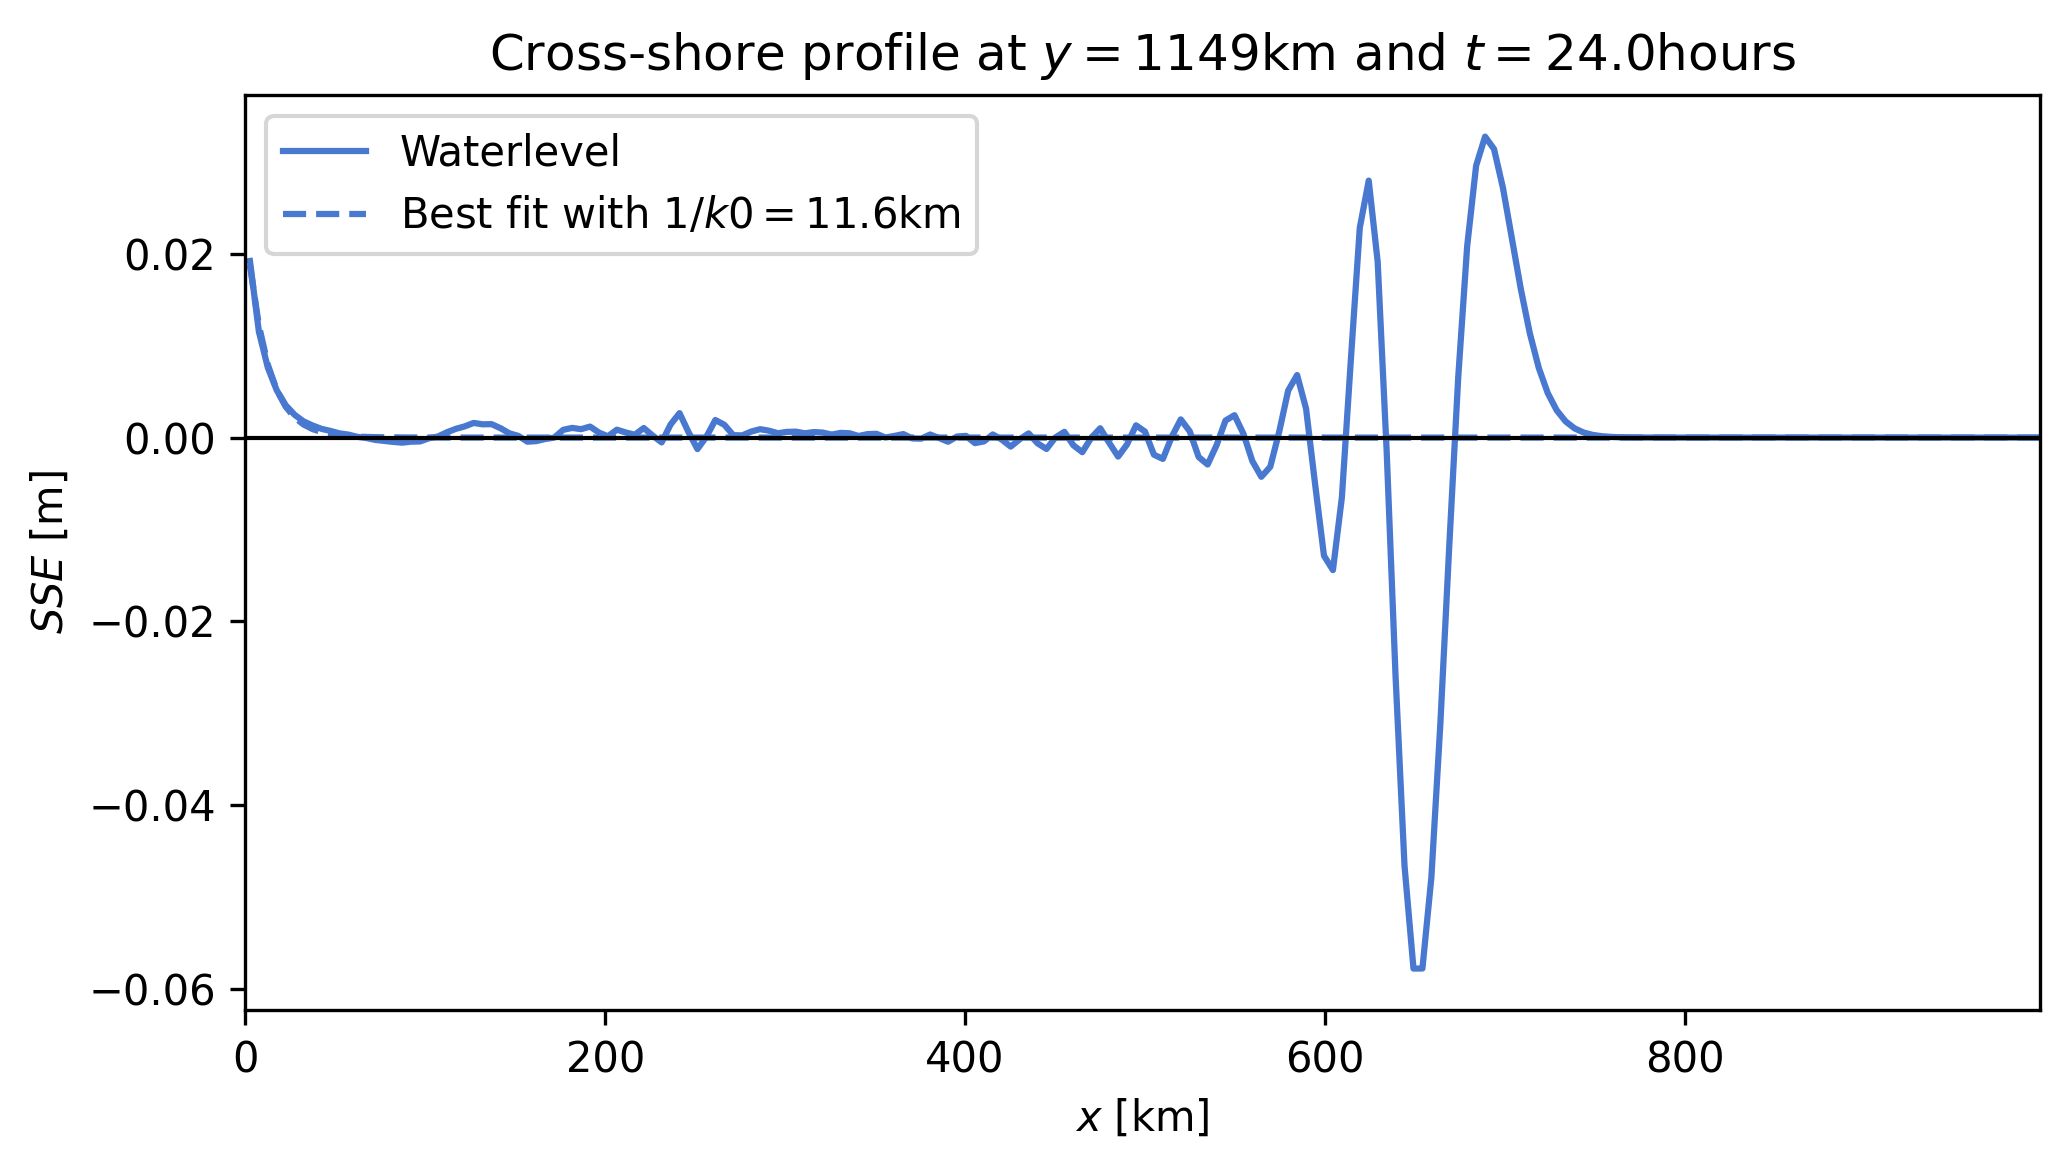 Cross-shore profile at y = 1149km and t = 24.0hours
Waterlevel
Best fit with 1/k0 = 11.6km
0.02
0.00
−0.02
−0.04
−0.06
SSE [m]
0 200 400 600 800
x [km]